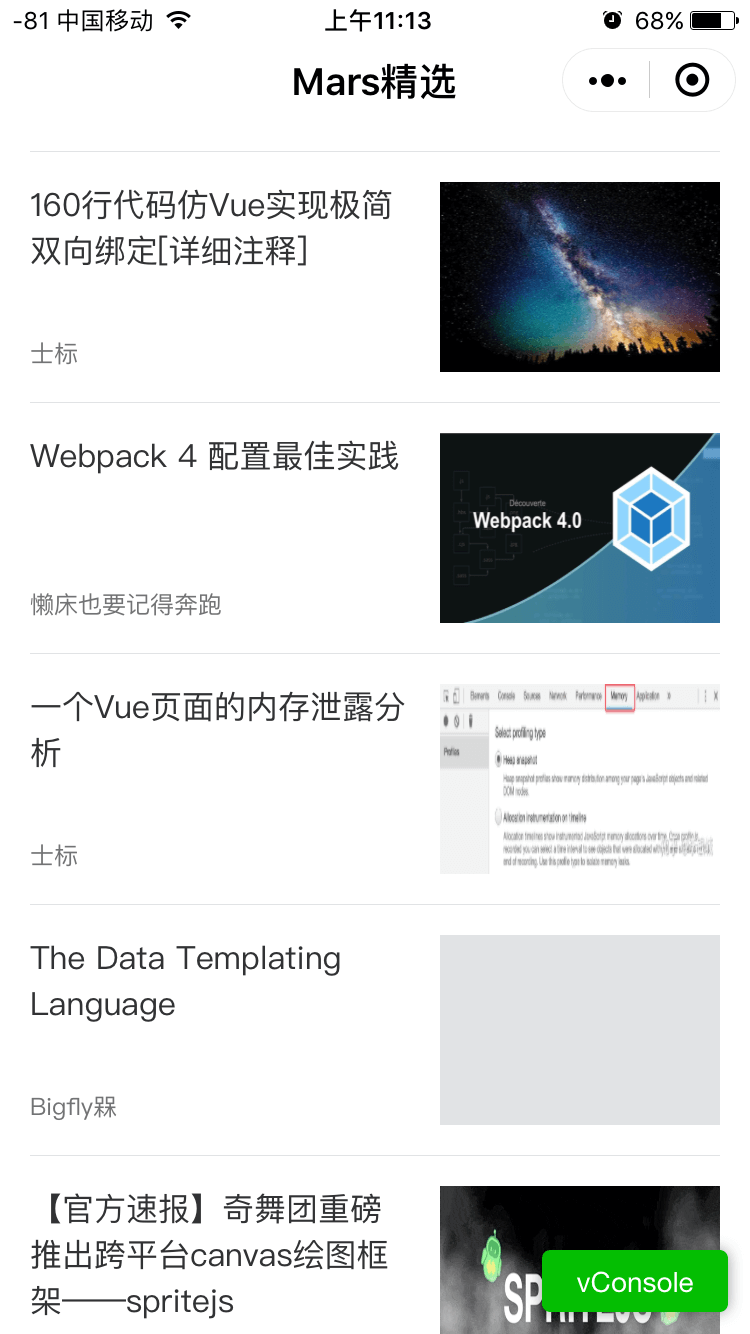 -81 中国移动 上午11:13 68%
Mars精选
160行代码仿Vue实现极简
双向绑定[详细注释]
士标
Webpack 4 配置最佳实践
Découverte
Webpack 4.0
懒床也要记得奔跑
一个Vue页面的内存泄露分
析
士标
Elements Console Sources Network Performance Memory Application
Profiles
Select profiling type
Heap snapshot
Heap snapshot profiles show memory distribution among your page's JavaScript objects and related
DOM nodes.
Allocation instrumentation on timeline
Allocation timelines show instrumented JavaScript memory allocations over time. Once profile is
recorded you can select a time interval to see objects that were allocated with
end of recording. Use this profile type to isolate memory leaks.
The Data Templating
Language
Bigfly槑
【官方速报】奇舞团重磅
推出跨平台canvas绘图框
架——spritejs
vConsole